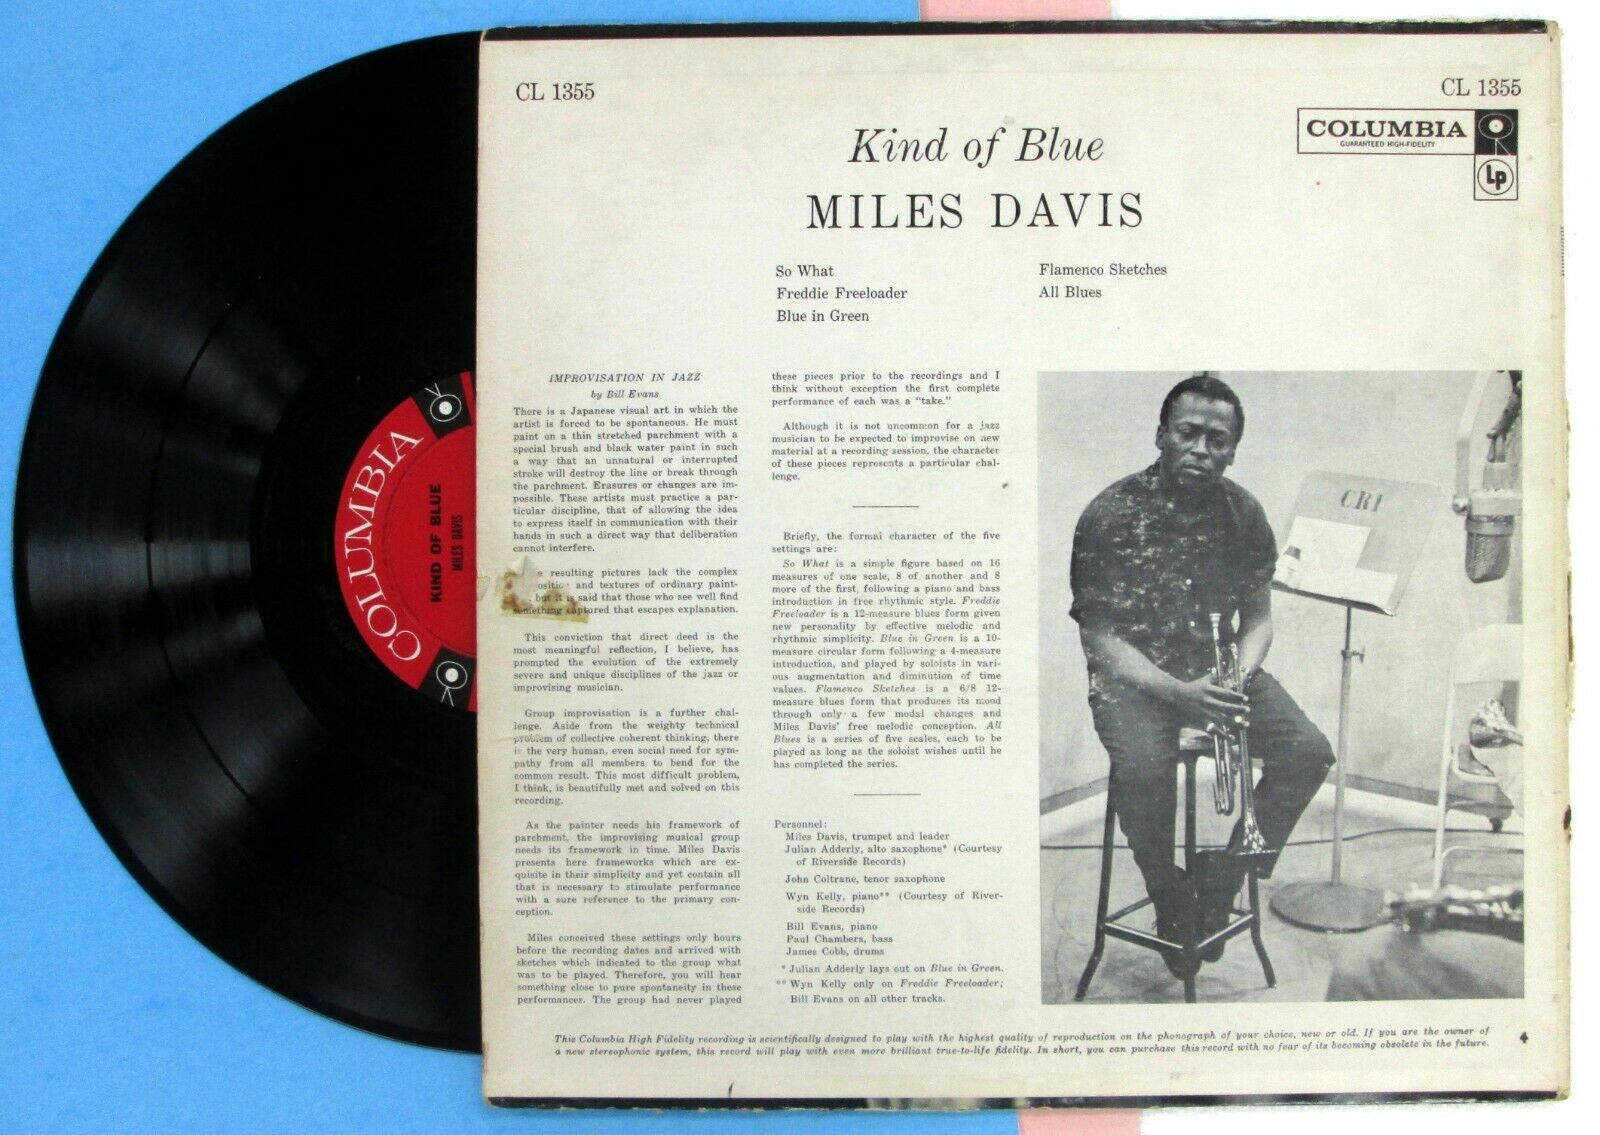 CL 1355
CL 1355
COLUMBIA
GUARANTEED HIGH-FIDELITY
Lp
Kind of Blue
MILES DAVIS
So What
Freddie Freeloader
Blue in Green
Flamenco Sketches
All Blues
COLUMBIA
KIND OF BLUE
MILES DAVIS
IMPROVISATION IN JAZZ
by Bill Evans
There is a Japanese visual art in which the
artist is forced to be spontaneous. He must
paint on a thin stretched parchment with a
special brush and black water paint in such
a way that an unnatural or interrupted
stroke will destroy the line or break through
the parchment. Erasures or changes are im-
possible. These artists must practice a par-
ticular discipline, that of allowing the idea
to express itself in communication with their
hands in such a direct way that deliberation
cannot interfere.
resulting pictures lack the complex
and textures of ordinary paint-
but it is said that those who see well find
something captured that escapes explanation.
This conviction that direct deed is the
most meaningful reflection, I believe, has
prompted the evolution of the extremely
severe and unique disciplines of the jazz or
improvising musician.
Group improvisation is a further chal-
lenge. Aside from the weighty technical
problem of collective coherent thinking, there
is the very human, even social need for sym-
pathy from all members to bend for the
common result. This most difficult problem,
I think, is beautifully met and solved on this
recording.
As the painter needs his framework of
parchment, the improvising musical group
needs its framework in time. Miles Davis
presents here frameworks which are ex-
quisite in their simplicity and yet contain all
that is necessary to stimulate performance
with a sure reference to the primary con-
ception.
Miles conceived these settings only hours
before the recording dates and arrived with
sketches which indicated to the group what
was to be played. Therefore, you will hear
something close to pure spontaneity in these
performances. The group had never played
these pieces prior to the recordings and I
think without exception the first complete
performance of each was a “take.”
Although it is not uncommon for a jazz
musician to be expected to improvise on new
material at a recording session, the character
of these pieces represents a particular chal-
lenge.
Briefly, the formal character of the five
settings are:
So What is a simple figure based on 16
measures of one scale, 8 of another and 8
more of the first, following a piano and bass
introduction in free rhythmic style. Freddie
Freeloader is a 12-measure blues form given
new personality by effective melodic and
rhythmic simplicity. Blue in Green is a 10-
measure circular form following a 4-measure
introduction, and played by soloists in vari-
ous augmentation and diminution of time
values. Flamenco Sketches is a 6/8 12-
measure blues form that produces its mood
through only a few modal changes and
Miles Davis' free melodic conception. All
Blues is a series of five scales, each to be
played as long as the soloist wishes until he
has completed the series.
Personnel:
Miles Davis, trumpet and leader
Julian Adderly, alto saxophone* (Courtesy
of Riverside Records)
John Coltrane, tenor saxophone
Wyn Kelly, piano** (Courtesy of River-
side Records)
Bill Evans, piano
Paul Chambers, bass
James Cobb, drums
* Julian Adderly lays out on Blue in Green.
** Wyn Kelly only on Freddie Freeloader;
Bill Evans on all other tracks.
CRI
This Columbia High Fidelity recording is scientifically designed to play with the highest quality of reproduction on the phonograph of your choice, new or old. If you are the owner of
a new stereophonic system, this record will play with even more brilliant true-to-life fidelity. In short, you can purchase this record with no fear of its becoming obsolete in the future.
4